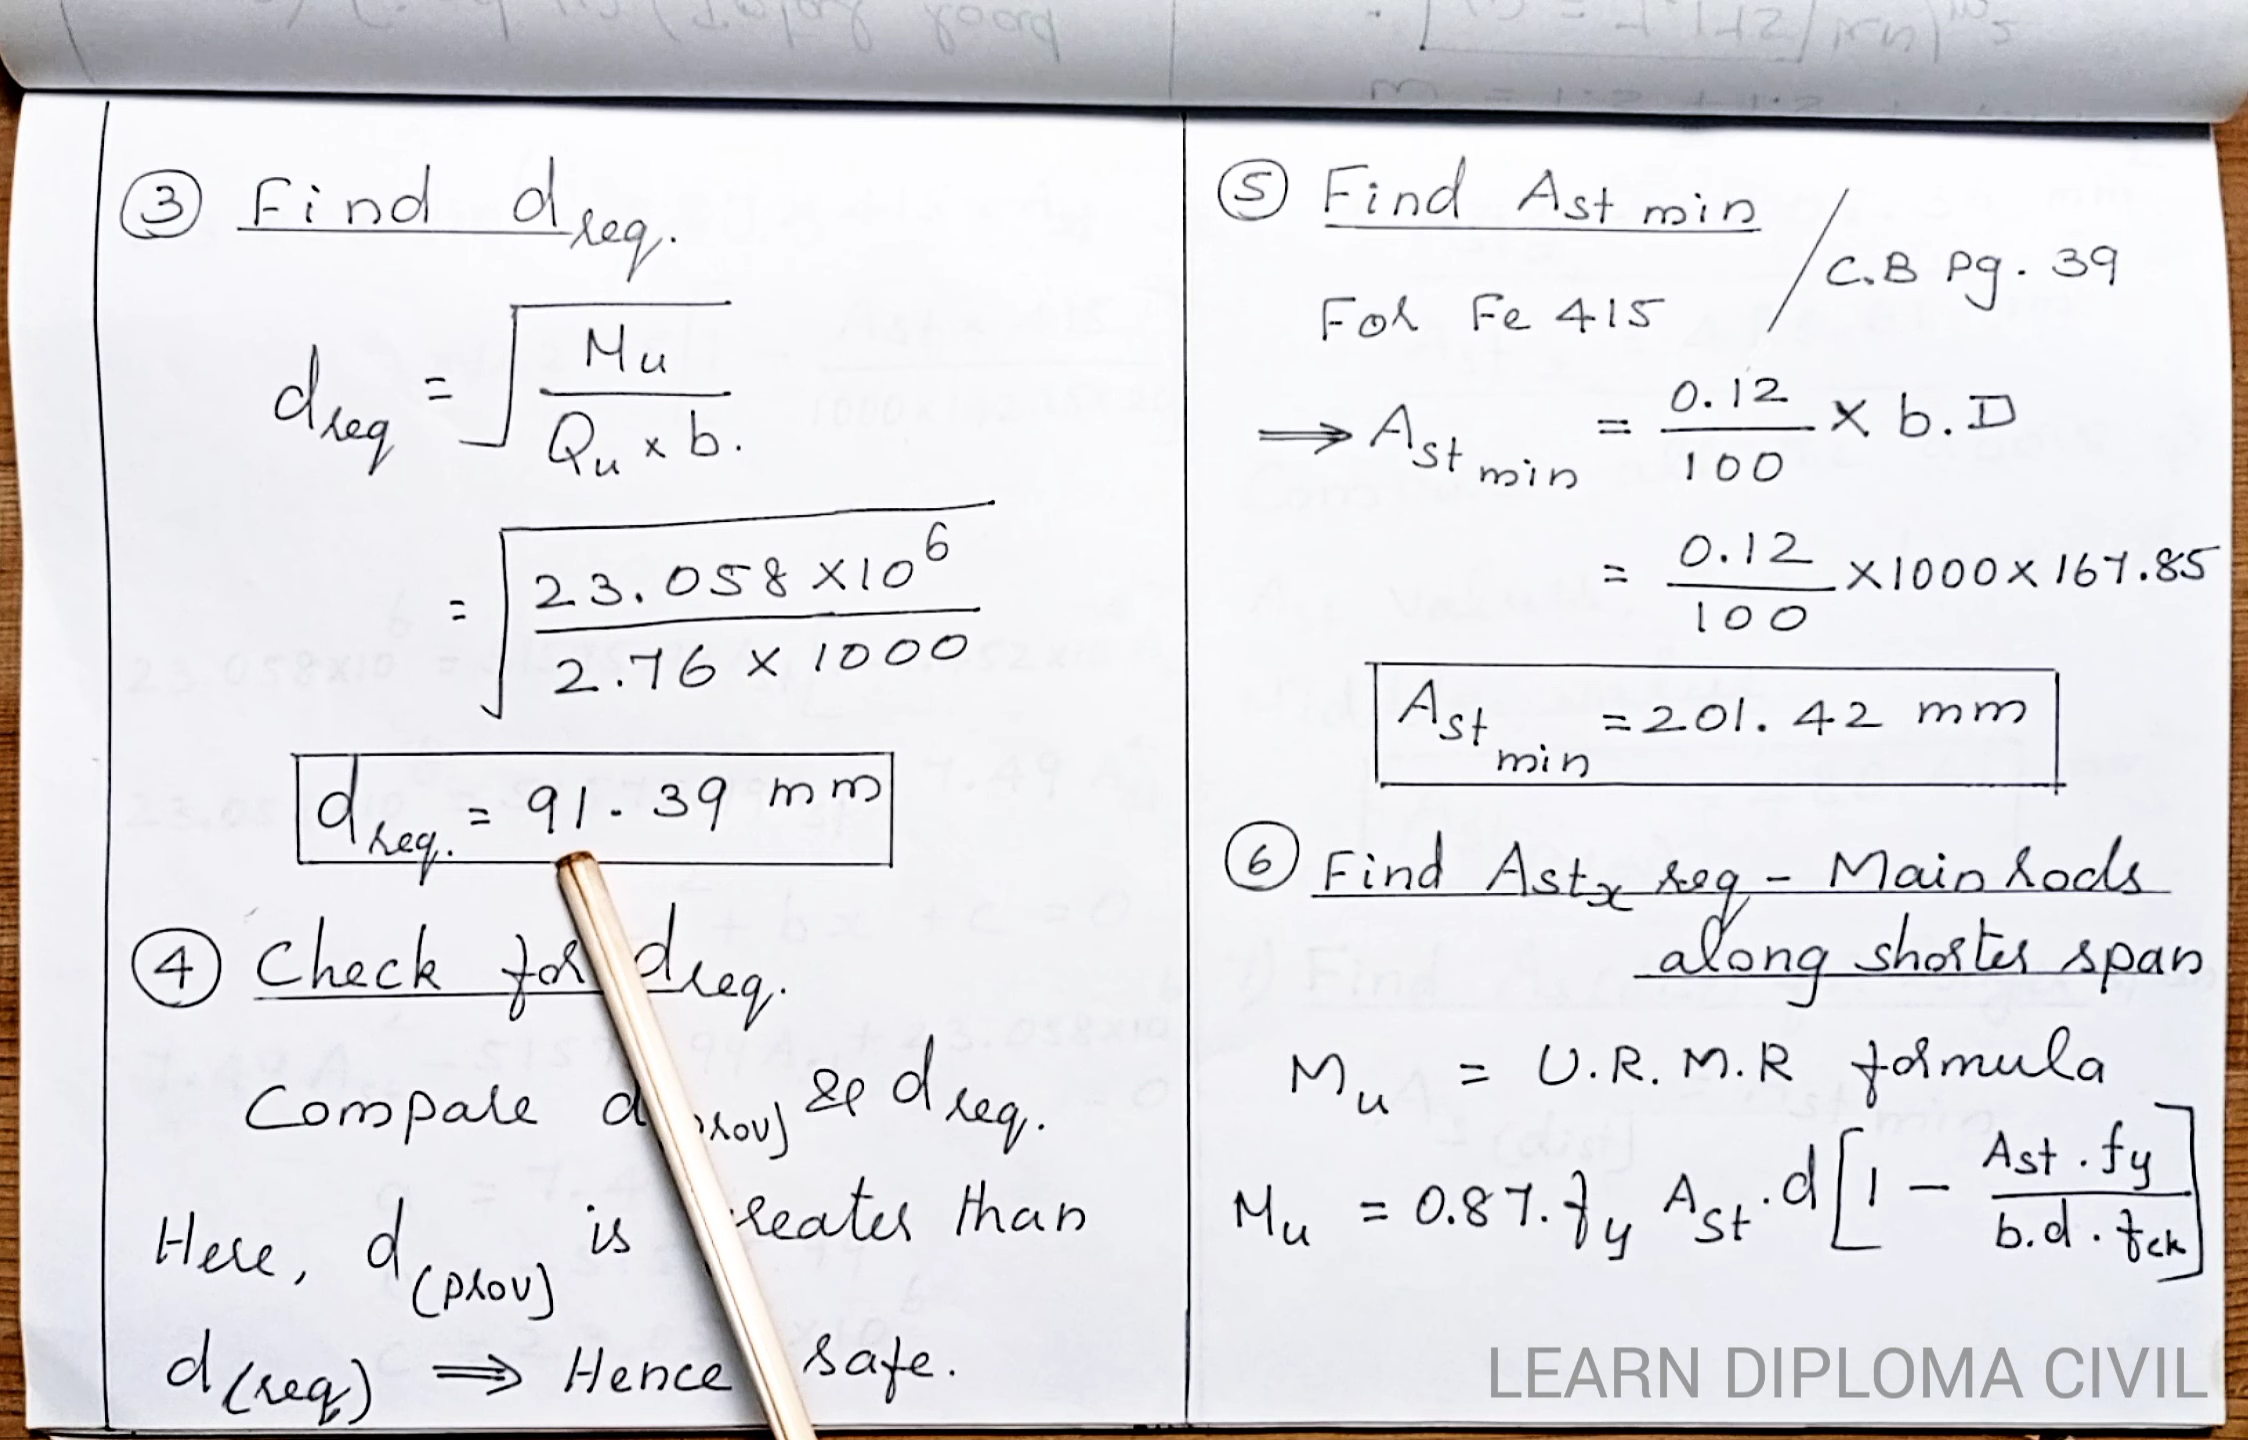 ③ Find dreq.
dreq = √(Mu / Qu × b.)
= √(23.058 × 10⁶ / 2.76 × 1000)
dreq. = 91.39 mm
④ Check for dreq.
Compare d prov) & dreq.
Here, d(prov) is reater than
d(req) ⟹ Hence safe.
⑤ Find Ast min
For Fe 415 / C.B Pg. 39
⟹ Ast min = 0.12/100 × b.D
= 0.12/100 × 1000 × 167.85
Ast min = 201.42 mm
⑥ Find Astx req - Main rods
along shorter span
Mu = U.R.M.R formula
Mu = 0.87.fy Ast.d [1 - Ast.fy / b.d.fck]
LEARN DIPLOMA CIVIL